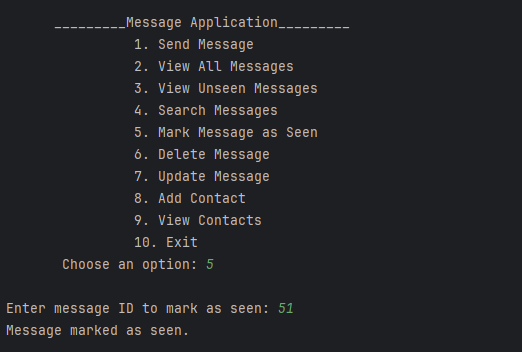 _________Message Application_________
1. Send Message
2. View All Messages
3. View Unseen Messages
4. Search Messages
5. Mark Message as Seen
6. Delete Message
7. Update Message
8. Add Contact
9. View Contacts
10. Exit
Choose an option: 5
Enter message ID to mark as seen: 51
Message marked as seen.